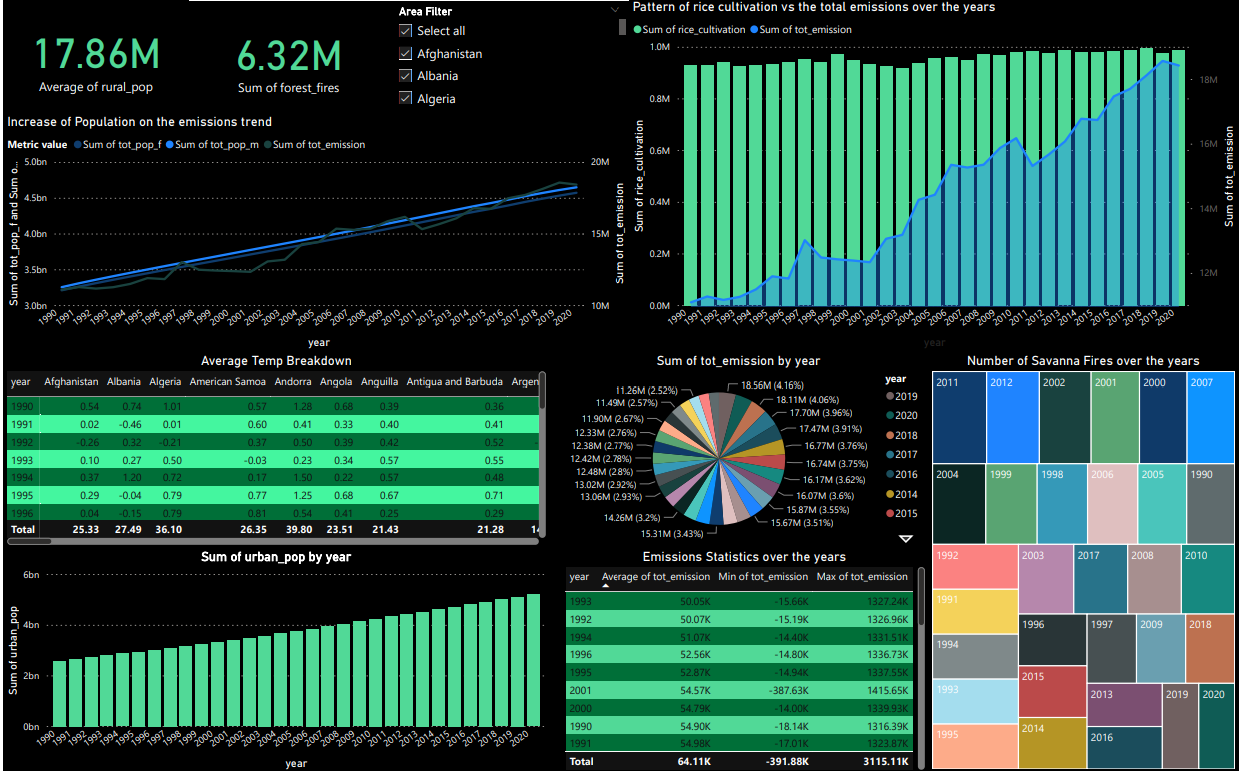 17.86M
Average of rural_pop
6.32M
Sum of forest_fires
Area Filter
Select all
Afghanistan
Albania
Algeria
Increase of Population on the emissions trend
Metric value Sum of tot_pop_f Sum of tot_pop_m Sum of tot_emission
Sum of tot_pop_f and Sum o...
5.0bn
4.5bn
4.0bn
3.5bn
3.0bn
20M
15M
10M
Sum of tot_emission
1990 1991 1992 1993 1994 1995 1996 1997 1998 1999 2000 2001 2002 2003 2004 2005 2006 2007 2008 2009 2010 2011 2012 2013 2014 2015 2016 2017 2018 2019 2020
year
Pattern of rice cultivation vs the total emissions over the years
Sum of rice_cultivation Sum of tot_emission
Sum of rice_cultivation
1.0M
0.8M
0.6M
0.4M
0.2M
0.0M
18M
16M
14M
12M
Sum of tot_emission
1990 1991 1992 1993 1994 1995 1996 1997 1998 1999 2000 2001 2002 2003 2004 2005 2006 2007 2008 2009 2010 2011 2012 2013 2014 2015 2016 2017 2018 2019 2020
year
Average Temp Breakdown
year Afghanistan Albania Algeria American Samoa Andorra Angola Anguilla Antigua and Barbuda Argen
1990 0.54 0.74 1.01 0.57 1.28 0.68 0.39 0.36
1991 0.02 -0.46 0.01 0.60 0.41 0.33 0.40 0.41
1992 -0.26 0.32 -0.21 0.37 0.50 0.39 0.42 0.52 -
1993 0.10 0.27 0.50 -0.03 0.23 0.34 0.57 0.55
1994 0.37 1.20 0.72 0.17 1.50 0.22 0.57 0.48
1995 0.29 -0.04 0.79 0.77 1.25 0.68 0.67 0.71
1996 0.04 -0.15 0.79 0.81 0.54 0.41 0.25 0.29
Total 25.33 27.49 36.10 26.35 39.80 23.51 21.43 21.28 14
Sum of tot_emission by year
18.56M (4.16%)
18.11M (4.06%)
17.70M (3.96%)
17.47M (3.91%)
16.77M (3.76%)
16.74M (3.75%)
16.17M (3.62%)
16.07M (3.6%)
15.87M (3.55%)
15.67M (3.51%)
15.31M (3.43%)
14.26M (3.2%)
13.06M (2.93%)
13.02M (2.92%)
12.48M (2.8%)
12.42M (2.78%)
12.38M (2.77%)
12.33M (2.76%)
11.90M (2.67%)
11.49M (2.57%)
11.26M (2.52%)
year
2019
2020
2018
2017
2016
2014
2015
Number of Savanna Fires over the years
2011 2012 2002 2001 2000 2007
2004 1999 1998 2006 2005 1990
1992 2003 2017 2008 2010
1991
1996 1997 2009 2018
1994
2015
1993 2013 2019 2020
2014
1995 2016
Sum of urban_pop by year
Sum of urban_pop
6bn
4bn
2bn
0bn
1990 1991 1992 1993 1994 1995 1996 1997 1998 1999 2000 2001 2002 2003 2004 2005 2006 2007 2008 2009 2010 2011 2012 2013 2014 2015 2016 2017 2018 2019 2020
year
Emissions Statistics over the years
year Average of tot_emission Min of tot_emission Max of tot_emission
1993 50.05K -15.66K 1327.24K
1992 50.07K -15.19K 1326.96K
1994 51.07K -14.40K 1331.51K
1996 52.56K -14.80K 1336.73K
1995 52.87K -14.94K 1337.55K
2001 54.57K -387.63K 1415.65K
2000 54.79K -14.00K 1339.93K
1990 54.90K -18.14K 1316.39K
1991 54.98K -17.01K 1323.87K
Total 64.11K -391.88K 3115.11K